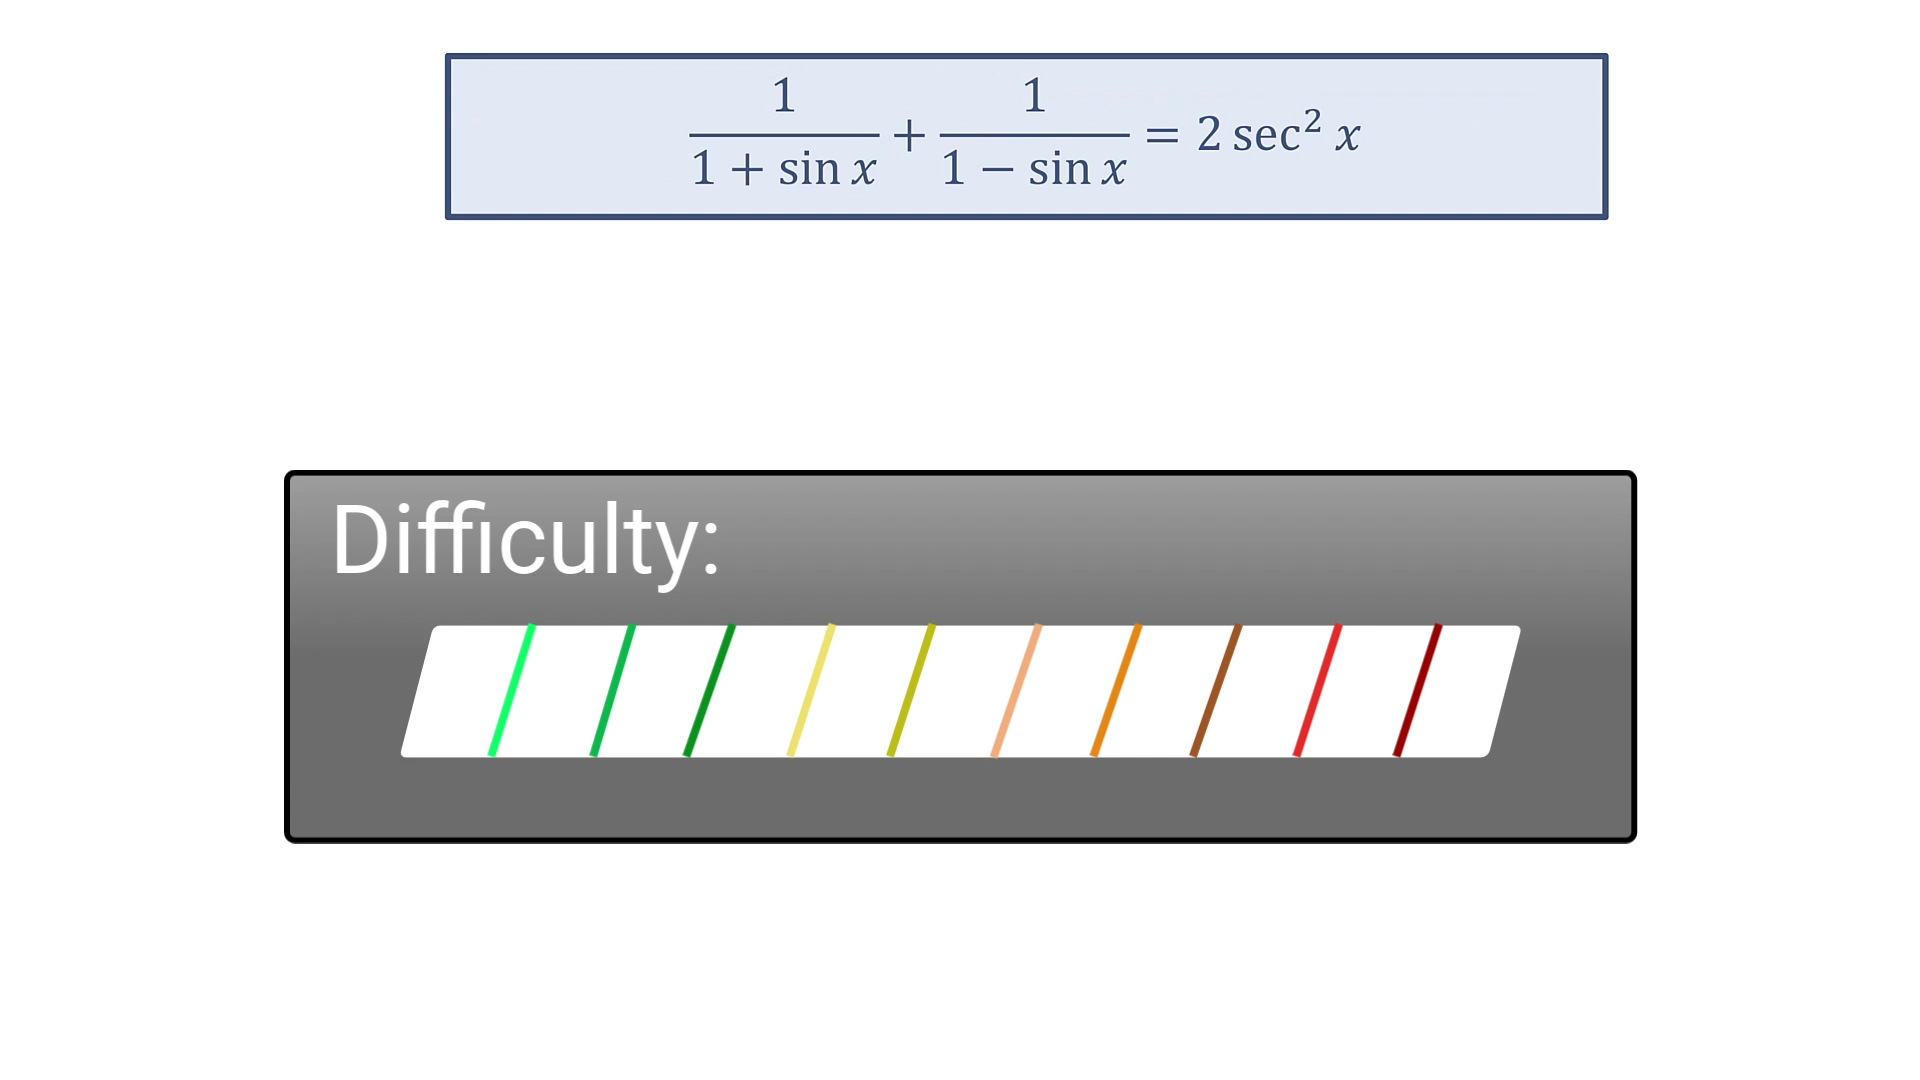 1/(1 + sin x) + 1/(1 − sin x) = 2 sec² x
Difficulty: